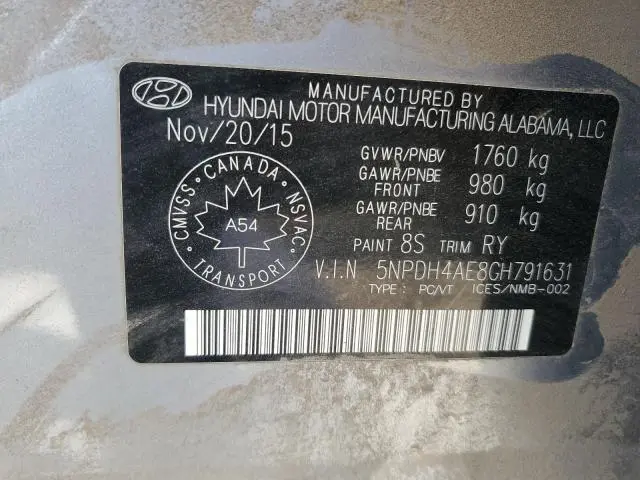 MANUFACTURED BY
HYUNDAI MOTOR MANUFACTURING ALABAMA, LLC
Nov/20/15
GVWR/PNBV 1760 kg
GAWR/PNBE FRONT 980 kg
GAWR/PNBE REAR 910 kg
PAINT 8S TRIM RY
V.I.N 5NPDH4AE8GH791631
TYPE : PC/VT ICES/NMB-002
CMVSS · CANADA · NSVAC
A54
TRANSPORT